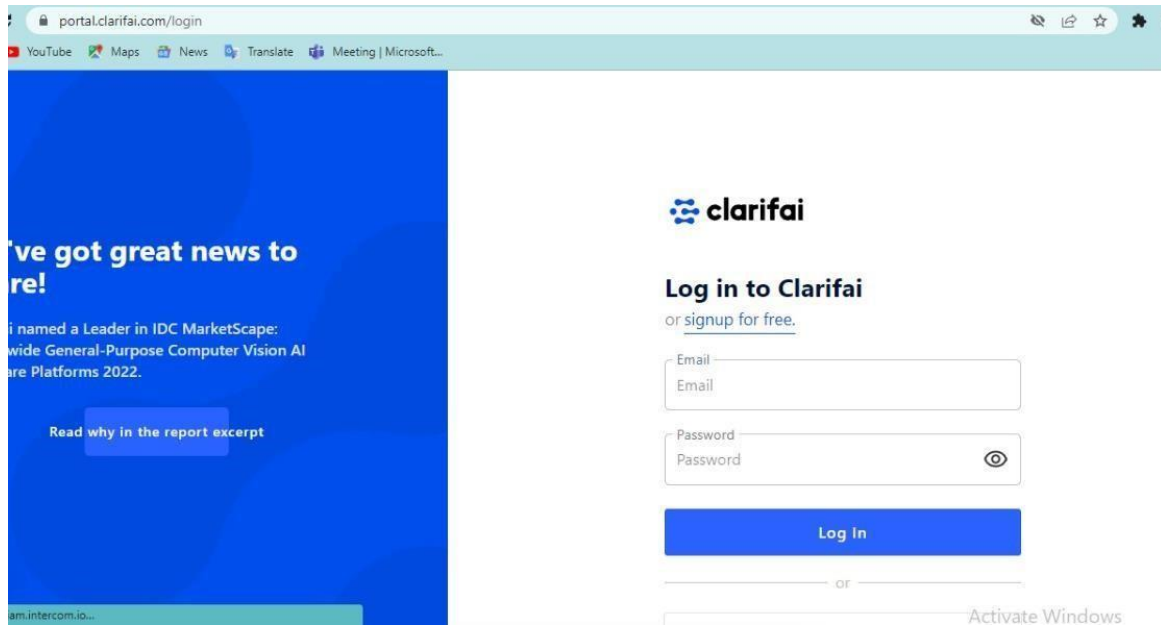 portal.clarifai.com/login
YouTube Maps News Translate Meeting | Microsoft...
've got great news to
re!
i named a Leader in IDC MarketScape:
wide General-Purpose Computer Vision AI
are Platforms 2022.
Read why in the report excerpt
am.intercom.io...
clarifai
Log in to Clarifai
or signup for free.
Email
Email
Password
Password
Log In
or
Activate Windows